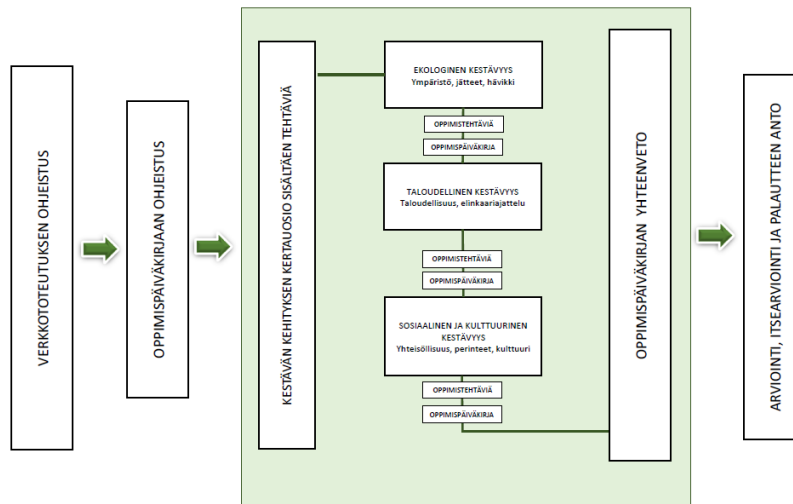 VERKKOTOTEUTUKSEN OHJEISTUS
OPPIMISPÄIVÄKIRJAAN OHJEISTUS
KESTÄVÄN KEHITYKSEN KERTAUOSIO SISÄLTÄEN TEHTÄVIÄ
EKOLOGINEN KESTÄVYYS
Ympäristö, jätteet, hävikki
OPPIMISTEHTÄVIÄ
OPPIMISPÄIVÄKIRJA
TALOUDELLINEN KESTÄVYYS
Taloudellisuus, elinkaariajattelu
OPPIMISTEHTÄVIÄ
OPPIMISPÄIVÄKIRJA
SOSIAALINEN JA KULTTUURINEN
KESTÄVYYS
Yhteisöllisuus, perinteet, kulttuuri
OPPIMISTEHTÄVIÄ
OPPIMISPÄIVÄKIRJA
OPPIMISPÄIVÄKIRJAN YHTEENVETO
ARVIOINTI, ITSEARVIOINTI JA PALAUTTEEN ANTO